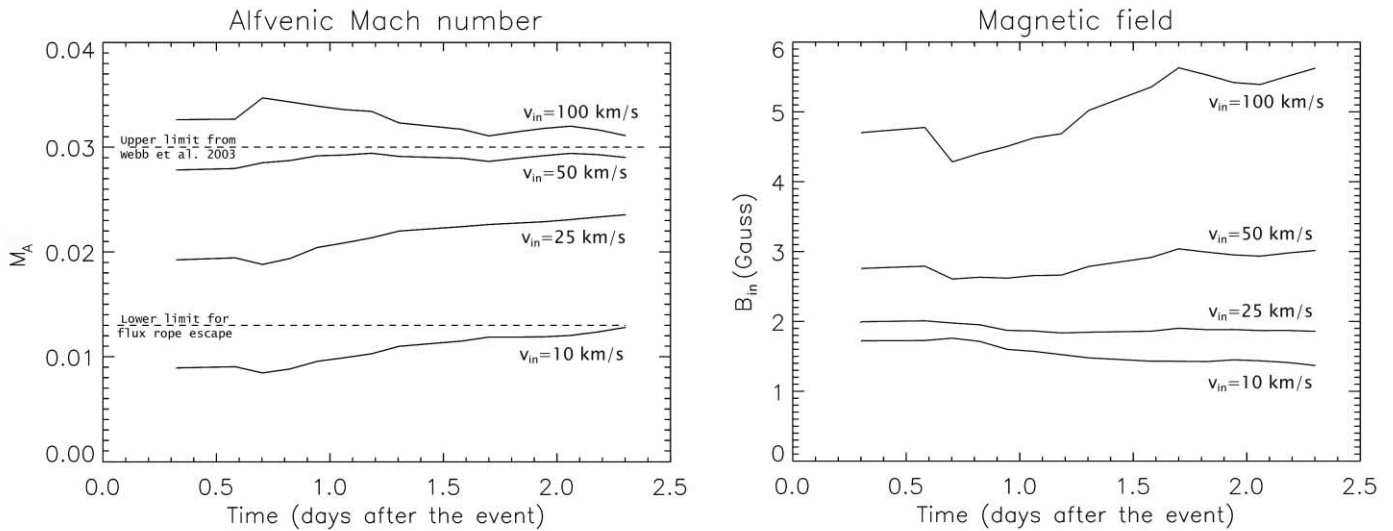 Alfvenic Mach number
0.04
0.03
0.02
0.01
0.00
M_A
v_in=100 km/s
Upper limit from
Webb et al. 2003
v_in=50 km/s
v_in=25 km/s
Lower limit for
flux rope escape
v_in=10 km/s
0.0 0.5 1.0 1.5 2.0 2.5
Time (days after the event)
Magnetic field
6
5
4
3
2
1
0
B_in (Gauss)
v_in=100 km/s
v_in=50 km/s
v_in=25 km/s
v_in=10 km/s
0.0 0.5 1.0 1.5 2.0 2.5
Time (days after the event)